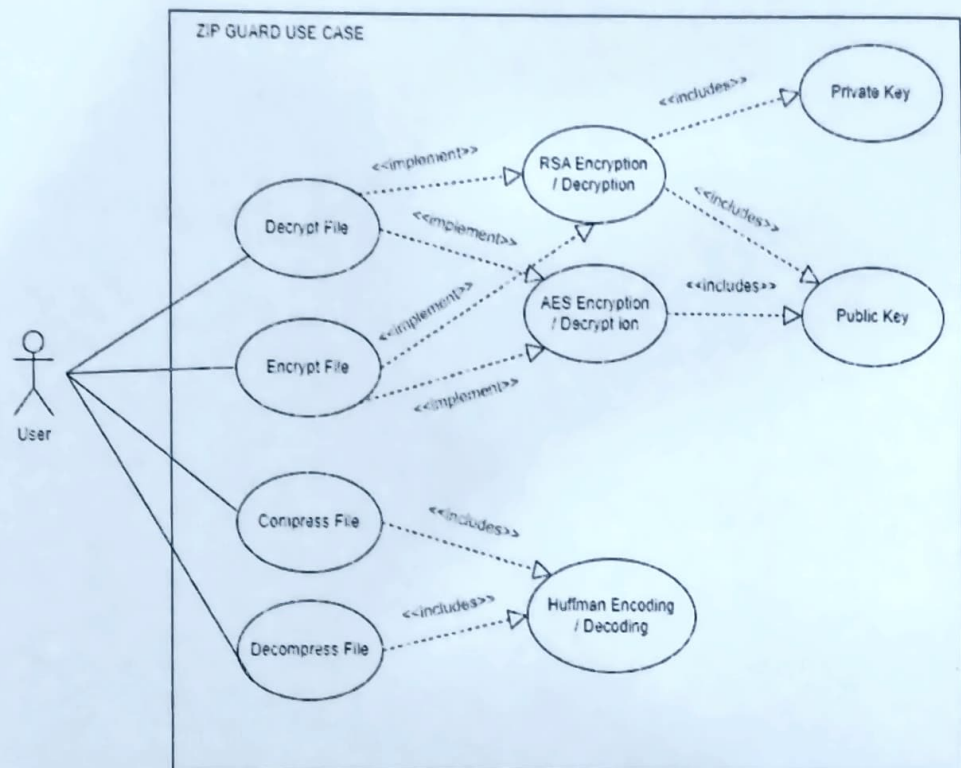 ZIP GUARD USE CASE
Private Key
<<includes>>
<<implement>>
RSA Encryption
/ Decryption
<<includes>>
Decrypt File
<<implement>>
<<includes>>
AES Encryption
/ Decrypt ion
Public Key
<<implement>>
Encrypt File
<<implement>>
User
Compress File
<<includes>>
<<includes>>
Huffman Encoding
/ Decoding
Decompress File